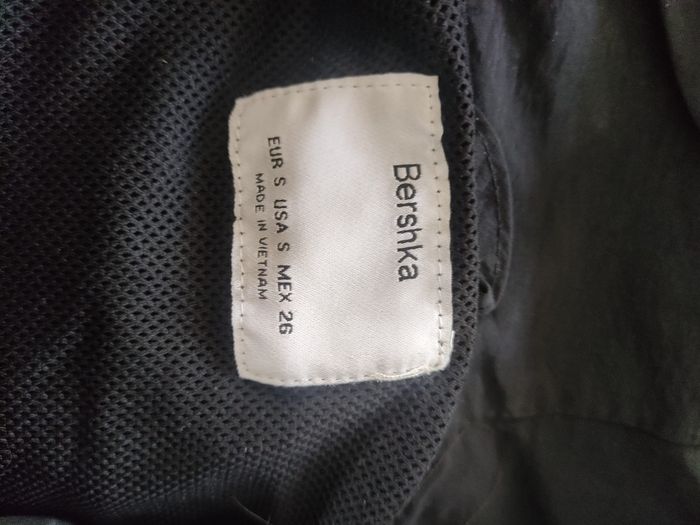 Bershka
EUR S USA S MEX 26
MADE IN VIETNAM